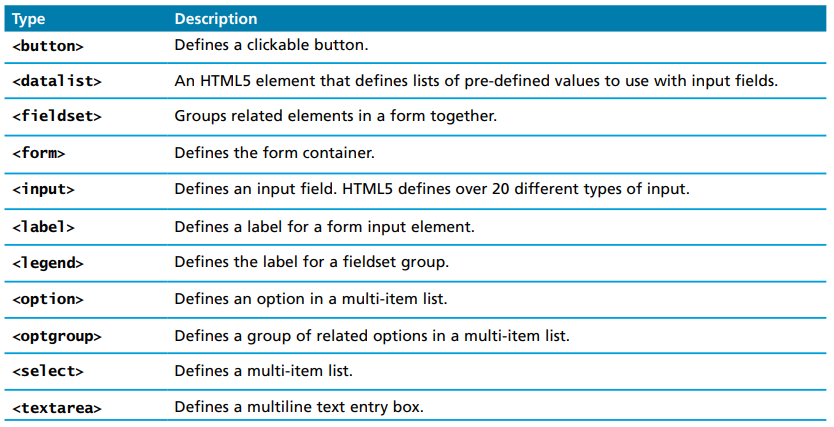 Type Description
<button> Defines a clickable button.
<datalist> An HTML5 element that defines lists of pre-defined values to use with input fields.
<fieldset> Groups related elements in a form together.
<form> Defines the form container.
<input> Defines an input field. HTML5 defines over 20 different types of input.
<label> Defines a label for a form input element.
<legend> Defines the label for a fieldset group.
<option> Defines an option in a multi-item list.
<optgroup> Defines a group of related options in a multi-item list.
<select> Defines a multi-item list.
<textarea> Defines a multiline text entry box.